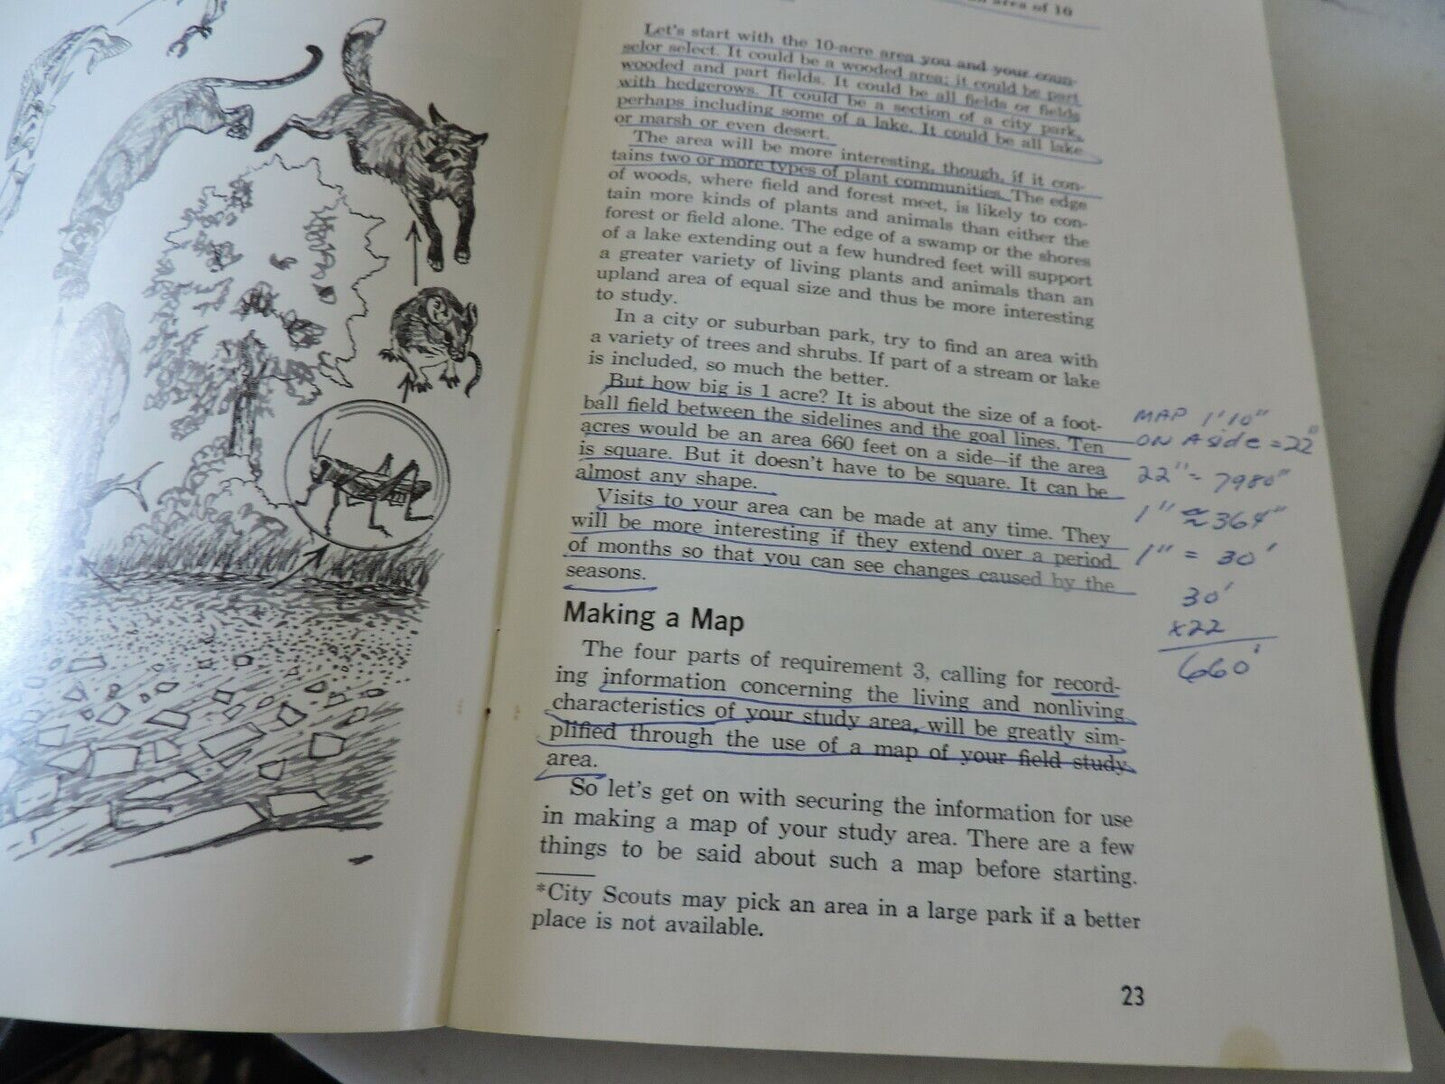 area of 10
Let's start with the 10-acre area you and your coun-
selor select. It could be a wooded area; it could be part
wooded and part fields. It could be all fields or fields
with hedgerows. It could be a section of a city park,
perhaps including some of a lake. It could be all lake
or marsh or even desert.
The area will be more interesting, though, if it con-
tains two or more types of plant communities. The edge
of woods, where field and forest meet, is likely to con-
tain more kinds of plants and animals than either the
forest or field alone. The edge of a swamp or the shores
of a lake extending out a few hundred feet will support
a greater variety of living plants and animals than an
upland area of equal size and thus be more interesting
to study.
In a city or suburban park, try to find an area with
a variety of trees and shrubs. If part of a stream or lake
is included, so much the better.
But how big is 1 acre? It is about the size of a foot-
ball field between the sidelines and the goal lines. Ten
acres would be an area 660 feet on a side—if the area
is square. But it doesn't have to be square. It can be
almost any shape.
Visits to your area can be made at any time. They
will be more interesting if they extend over a period
of months so that you can see changes caused by the
seasons.
Making a Map
The four parts of requirement 3, calling for record-
ing information concerning the living and nonliving
characteristics of your study area, will be greatly sim-
plified through the use of a map of your field study
area.
So let's get on with securing the information for use
in making a map of your study area. There are a few
things to be said about such a map before starting.
*City Scouts may pick an area in a large park if a better
place is not available.
23
MAP 1'10"
ON A side = 22"
22" = 7980"
1" ≈ 364"
1" = 30'
30'
x22
660'